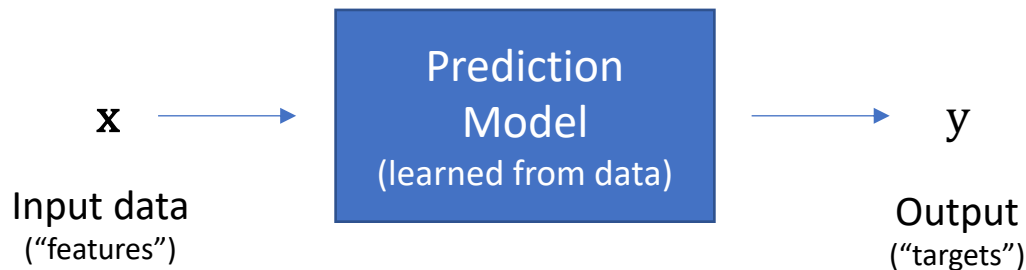 x
Input data
(“features”)
Prediction
Model
(learned from data)
y
Output
(“targets”)